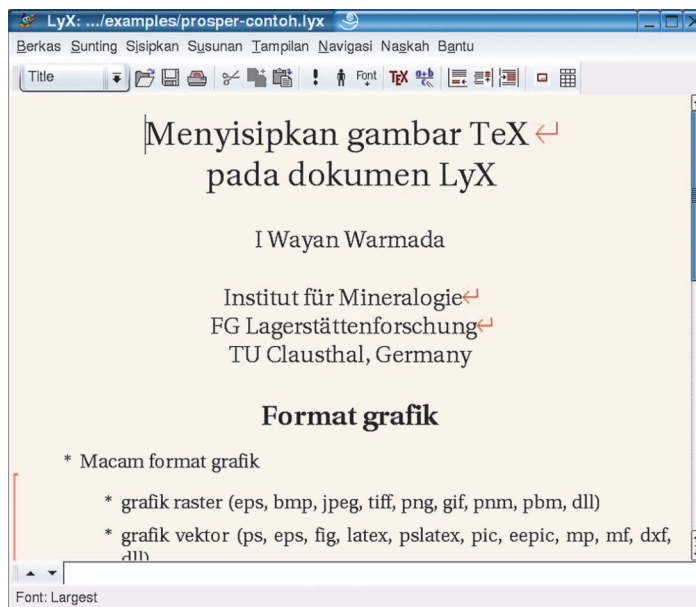 LyX: .../examples/prosper-contoh.lyx
Berkas Sunting Sisipkan Susunan Tampilan Navigasi Naskah Bantu
Title Font TEX a+b
Menyisipkan gambar TeX
pada dokumen LyX
I Wayan Warmada
Institut für Mineralogie
FG Lagerstättenforschung
TU Clausthal, Germany
Format grafik
* Macam format grafik
* grafik raster (eps, bmp, jpeg, tiff, png, gif, pnm, pbm, dll)
* grafik vektor (ps, eps, fig, latex, pslatex, pic, eepic, mp, mf, dxf,
dll)
Font: Largest